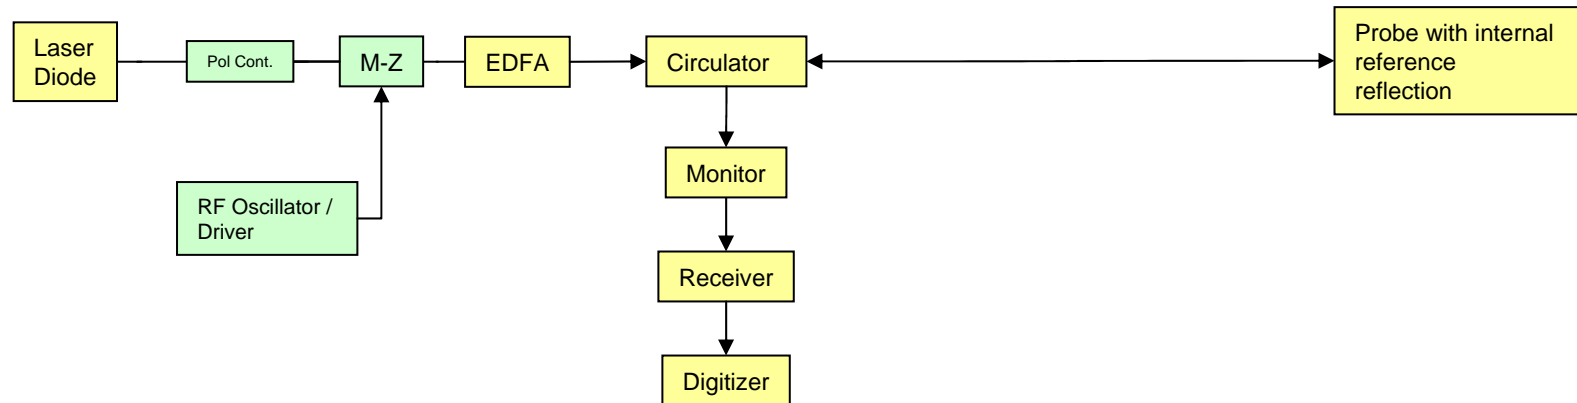 Laser
Diode
Pol Cont.
M-Z
EDFA
Circulator
Probe with internal
reference
reflection
Monitor
RF Oscillator /
Driver
Receiver
Digitizer